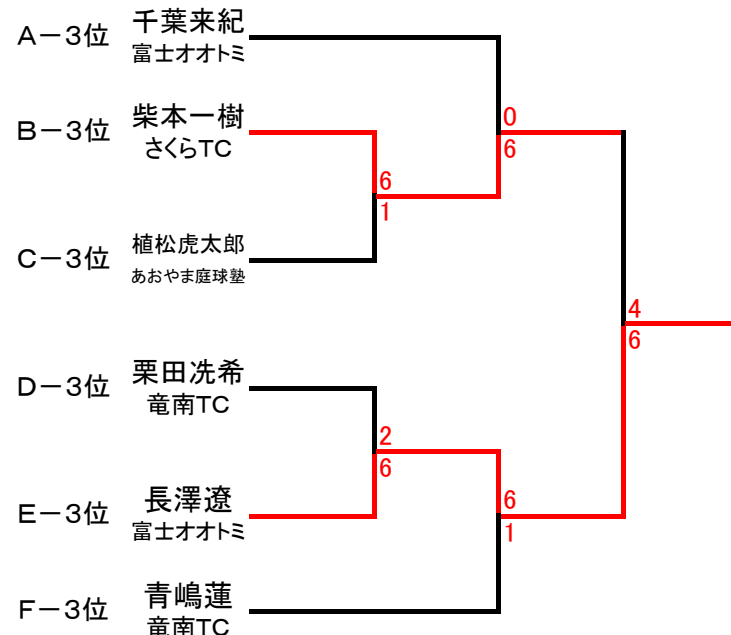 A－3位 千葉来紀
富士オオトミ
B－3位 柴本一樹
さくらTC
C－3位 植松虎太郎
あおやま庭球塾
D－3位 栗田冼希
竜南TC
E－3位 長澤遼
富士オオトミ
F－3位 青嶋蓮
竜南TC
6
1
2
6
0
6
6
1
4
6